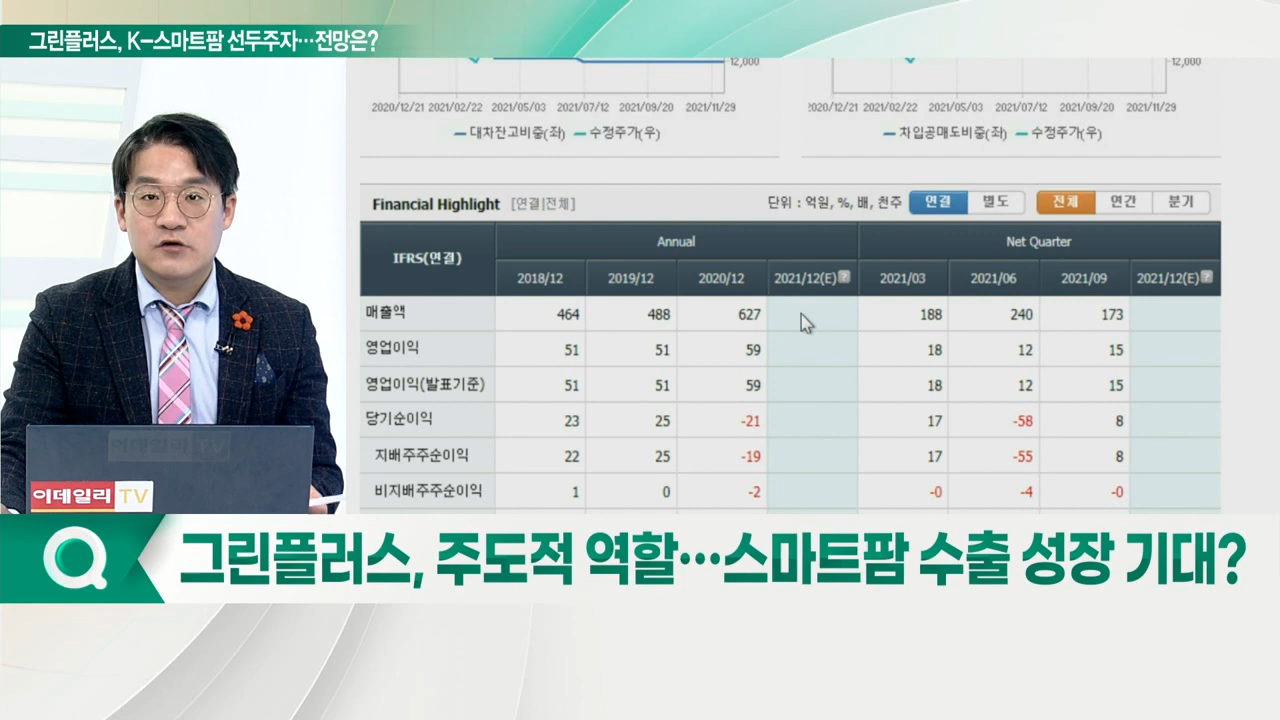 그린플러스, K-스마트팜 선두주자…전망은?
12,000
12,000
2020/12/21 2021/02/22 2021/05/03 2021/07/12 2021/09/20 2021/11/29
2020/12/21 2021/02/22 2021/05/03 2021/07/12 2021/09/20 2021/11/29
대차잔고비중(좌) 수정주가(우)
차입공매도비중(좌) 수정주가(우)
Financial Highlight [연결|전체]
단위 : 억원, %, 배, 천주 연결 별도 전체 연간 분기
IFRS(연결) Annual Net Quarter
2018/12 2019/12 2020/12 2021/12(E) 2021/03 2021/06 2021/09 2021/12(E)
매출액 464 488 627 188 240 173
영업이익 51 51 59 18 12 15
영업이익(발표기준) 51 51 59 18 12 15
당기순이익 23 25 -21 17 -58 8
지배주주순이익 22 25 -19 17 -55 8
비지배주주순이익 1 0 -2 -0 -4 -0
이데일리 TV
이데일리 TV
그린플러스, 주도적 역할…스마트팜 수출 성장 기대?